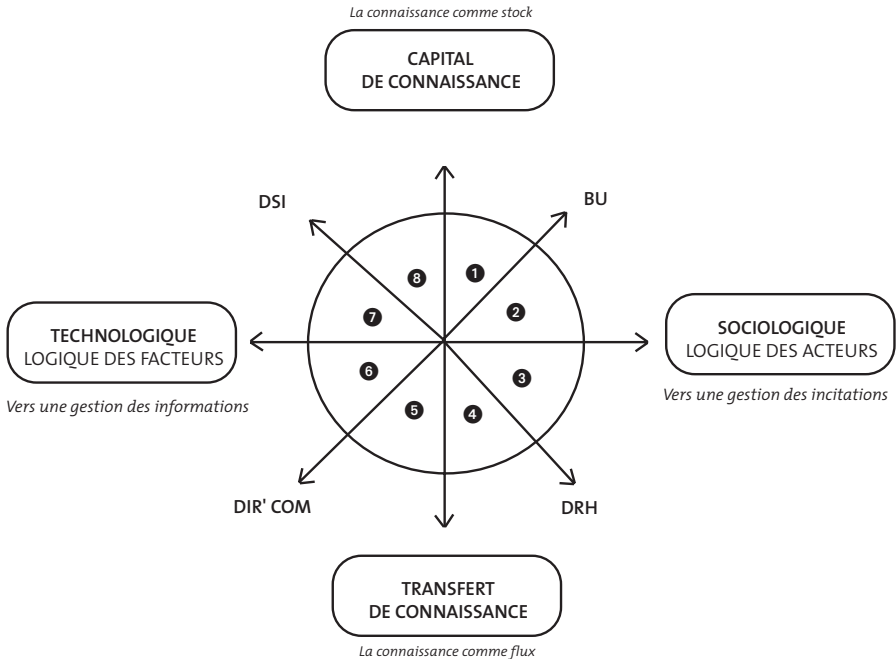 La connaissance comme stock
CAPITAL
DE CONNAISSANCE
DSI
BU
8
1
7
2
TECHNOLOGIQUE
LOGIQUE DES FACTEURS
SOCIOLOGIQUE
LOGIQUE DES ACTEURS
6
3
Vers une gestion des informations
Vers une gestion des incitations
5
4
DIR' COM
DRH
TRANSFERT
DE CONNAISSANCE
La connaissance comme flux